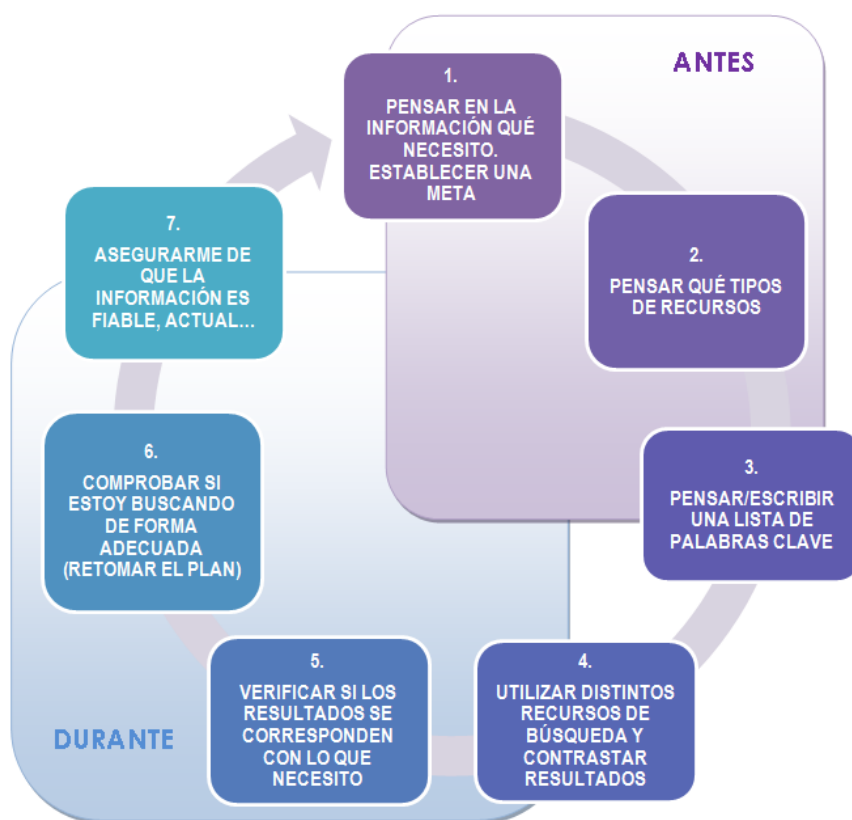 ANTES
1.
PENSAR EN LA
INFORMACIÓN QUÉ
NECESITO.
ESTABLECER UNA
META
2.
PENSAR QUÉ TIPOS
DE RECURSOS
3.
PENSAR/ESCRIBIR
UNA LISTA DE
PALABRAS CLAVE
4.
UTILIZAR DISTINTOS
RECURSOS DE
BÚSQUEDA Y
CONTRASTAR
RESULTADOS
5.
VERIFICAR SI LOS
RESULTADOS SE
CORRESPONDEN
CON LO QUE
NECESITO
6.
COMPROBAR SI
ESTOY BUSCANDO
DE FORMA
ADECUADA
(RETOMAR EL PLAN)
7.
ASEGURARME DE
QUE LA
INFORMACIÓN ES
FIABLE, ACTUAL...
DURANTE